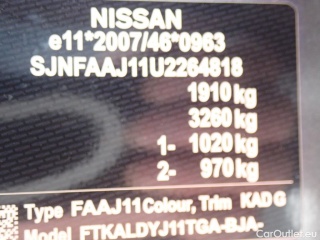 NISSAN
e11*2007/46*0963
SJNFAAJ11U2264818
1910 kg
3260 kg
1- 1020 kg
2- 970 kg
Type FAAJ11 Colour, Trim KAD G
Model FTKALDYJ11TGA-BJA-
CarOutlet.eu